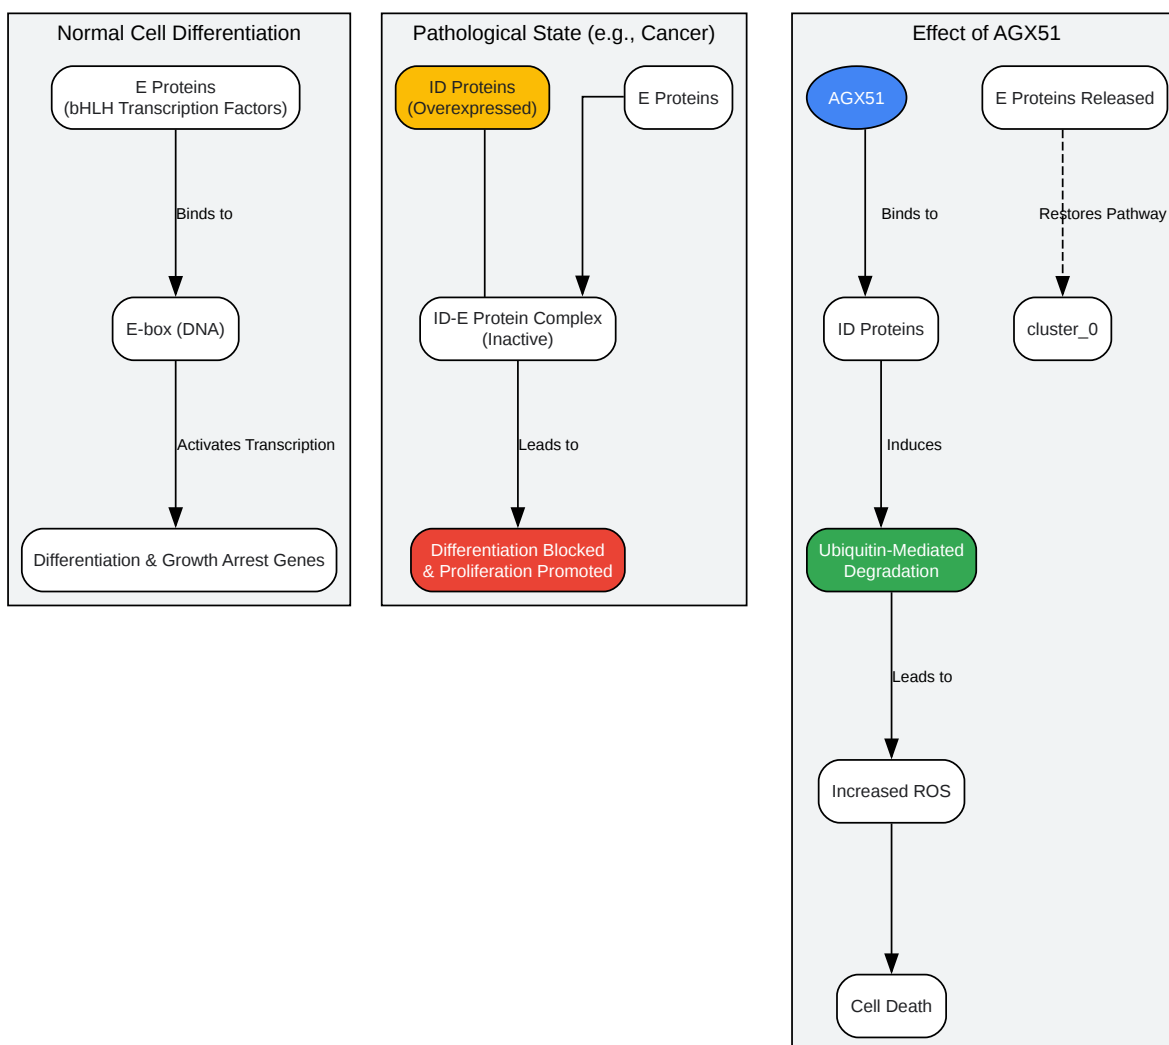 Normal Cell Differentiation
E Proteins
(bHLH Transcription Factors)
Binds to
E-box (DNA)
Activates Transcription
Differentiation & Growth Arrest Genes
Pathological State (e.g., Cancer)
ID Proteins
(Overexpressed)
E Proteins
ID-E Protein Complex
(Inactive)
Leads to
Differentiation Blocked
& Proliferation Promoted
Effect of AGX51
AGX51
E Proteins Released
Binds to
Restores Pathway
ID Proteins
cluster_0
Induces
Ubiquitin-Mediated
Degradation
Leads to
Increased ROS
Cell Death